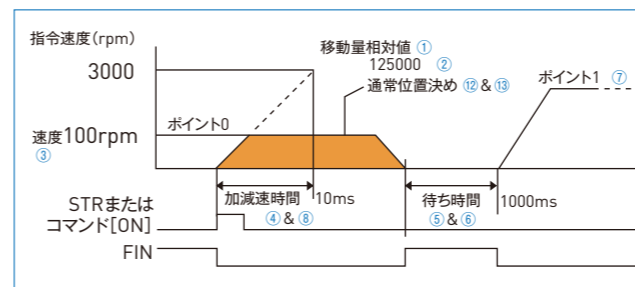 指令速度(rpm)
3000
移動量相対値 ①
125000 ②
通常位置決め ⑫&⑬
ポイント1 ⑦
ポイント0
速度100rpm
③
加減速時間
④&⑧
10ms
待ち時間
⑤&⑥
1000ms
STRまたは
コマンド[ON]
FIN